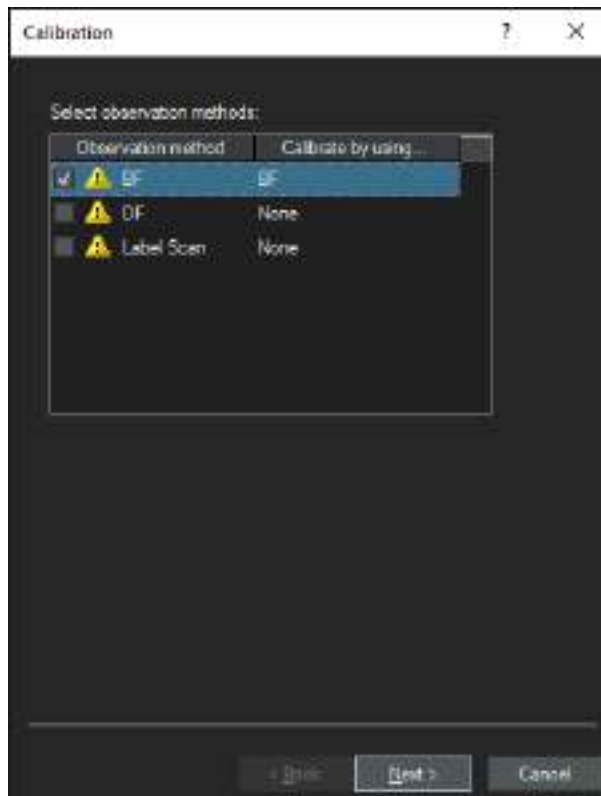 Calibration ?
Select observation methods:
Observation method Calibrate by using...
BF BF
DF None
Label Scan None
< Back Next > Cancel